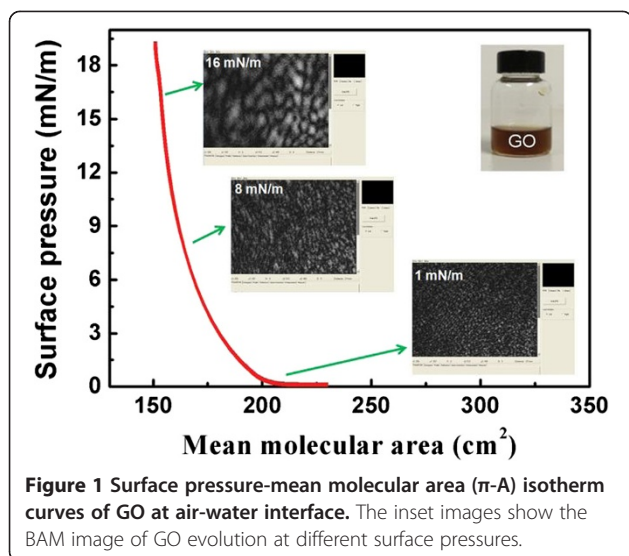 Surface pressure (mN/m)
18
15
12
9
6
3
0
16 mN/m
8 mN/m
1 mN/m
GO
150
200
250
300
350
Mean molecular area (cm²)
Figure 1 Surface pressure-mean molecular area (π-A) isotherm
curves of GO at air-water interface. The inset images show the
BAM image of GO evolution at different surface pressures.